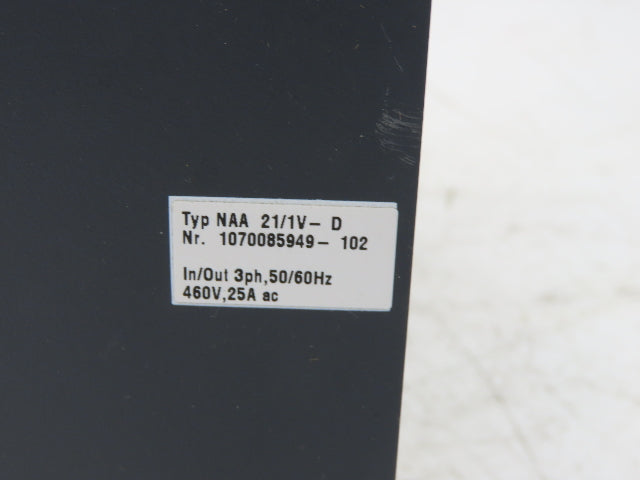 Typ NAA 21/1V- D
Nr. 1070085949- 102
In/Out 3ph,50/60Hz
460V,25A ac